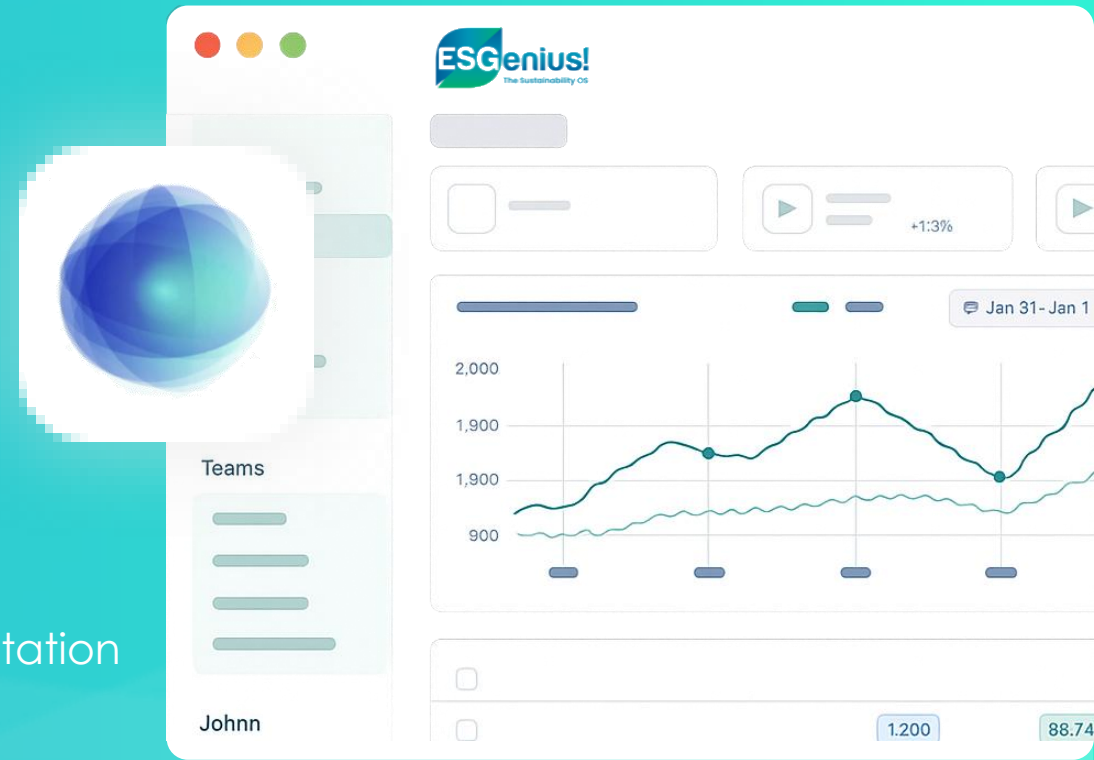 ESGenius!
The Sustainability OS
+1:3%
Jan 31- Jan 1
2,000
1,900
1,900
900
Teams
tation
Johnn
1.200
88.74